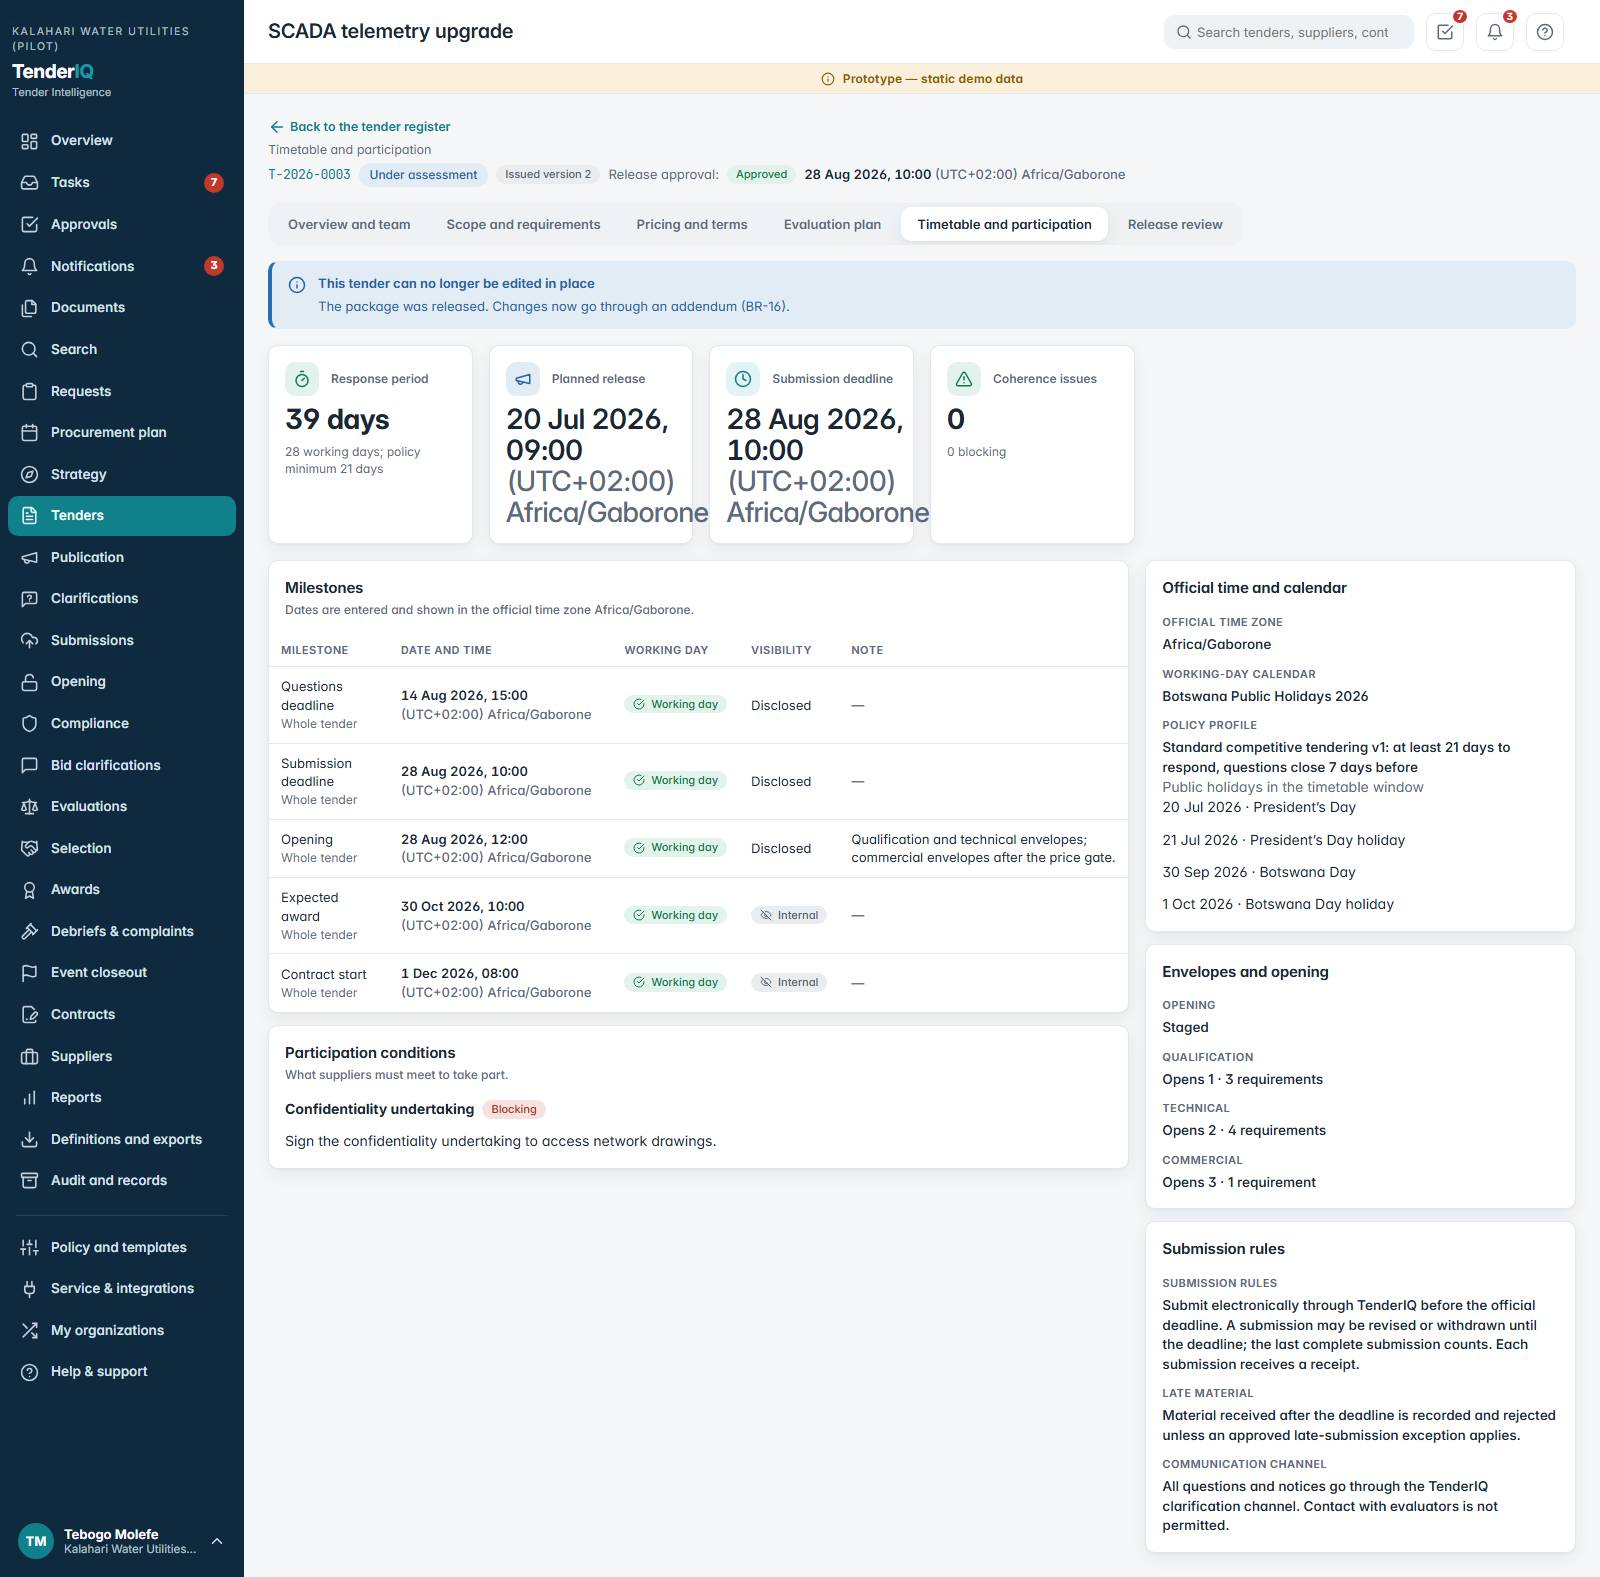 KALAHARI WATER UTILITIES
(PILOT)
TenderIQ
Tender Intelligence
Overview
Tasks 7
Approvals
Notifications 3
Documents
Search
Requests
Procurement plan
Strategy
Tenders
Publication
Clarifications
Submissions
Opening
Compliance
Bid clarifications
Evaluations
Selection
Awards
Debriefs & complaints
Event closeout
Contracts
Suppliers
Reports
Definitions and exports
Audit and records
Policy and templates
Service & integrations
My organizations
Help & support
TM
Tebogo Molefe
Kalahari Water Utilities...
SCADA telemetry upgrade
Search tenders, suppliers, cont
7
3
Prototype — static demo data
Back to the tender register
Timetable and participation
T-2026-0003 Under assessment Issued version 2 Release approval: Approved 28 Aug 2026, 10:00 (UTC+02:00) Africa/Gaborone
Overview and team Scope and requirements Pricing and terms Evaluation plan Timetable and participation Release review
This tender can no longer be edited in place
The package was released. Changes now go through an addendum (BR-16).
Response period
39 days
28 working days; policy
minimum 21 days
Planned release
20 Jul 2026,
09:00
(UTC+02:00)
Africa/Gaborone
Submission deadline
28 Aug 2026,
10:00
(UTC+02:00)
Africa/Gaborone
Coherence issues
0
0 blocking
Milestones
Dates are entered and shown in the official time zone Africa/Gaborone.
MILESTONE DATE AND TIME WORKING DAY VISIBILITY NOTE
Questions
deadline
Whole tender
14 Aug 2026, 15:00
(UTC+02:00) Africa/Gaborone
Working day
Disclosed
—
Submission
deadline
Whole tender
28 Aug 2026, 10:00
(UTC+02:00) Africa/Gaborone
Working day
Disclosed
—
Opening
Whole tender
28 Aug 2026, 12:00
(UTC+02:00) Africa/Gaborone
Working day
Disclosed
Qualification and technical envelopes;
commercial envelopes after the price gate.
Expected
award
Whole tender
30 Oct 2026, 10:00
(UTC+02:00) Africa/Gaborone
Working day
Internal
—
Contract start
Whole tender
1 Dec 2026, 08:00
(UTC+02:00) Africa/Gaborone
Working day
Internal
—
Participation conditions
What suppliers must meet to take part.
Confidentiality undertaking Blocking
Sign the confidentiality undertaking to access network drawings.
Official time and calendar
OFFICIAL TIME ZONE
Africa/Gaborone
WORKING-DAY CALENDAR
Botswana Public Holidays 2026
POLICY PROFILE
Standard competitive tendering v1: at least 21 days to
respond, questions close 7 days before
Public holidays in the timetable window
20 Jul 2026 · President’s Day
21 Jul 2026 · President’s Day holiday
30 Sep 2026 · Botswana Day
1 Oct 2026 · Botswana Day holiday
Envelopes and opening
OPENING
Staged
QUALIFICATION
Opens 1 · 3 requirements
TECHNICAL
Opens 2 · 4 requirements
COMMERCIAL
Opens 3 · 1 requirement
Submission rules
SUBMISSION RULES
Submit electronically through TenderIQ before the official
deadline. A submission may be revised or withdrawn until
the deadline; the last complete submission counts. Each
submission receives a receipt.
LATE MATERIAL
Material received after the deadline is recorded and rejected
unless an approved late-submission exception applies.
COMMUNICATION CHANNEL
All questions and notices go through the TenderIQ
clarification channel. Contact with evaluators is not
permitted.